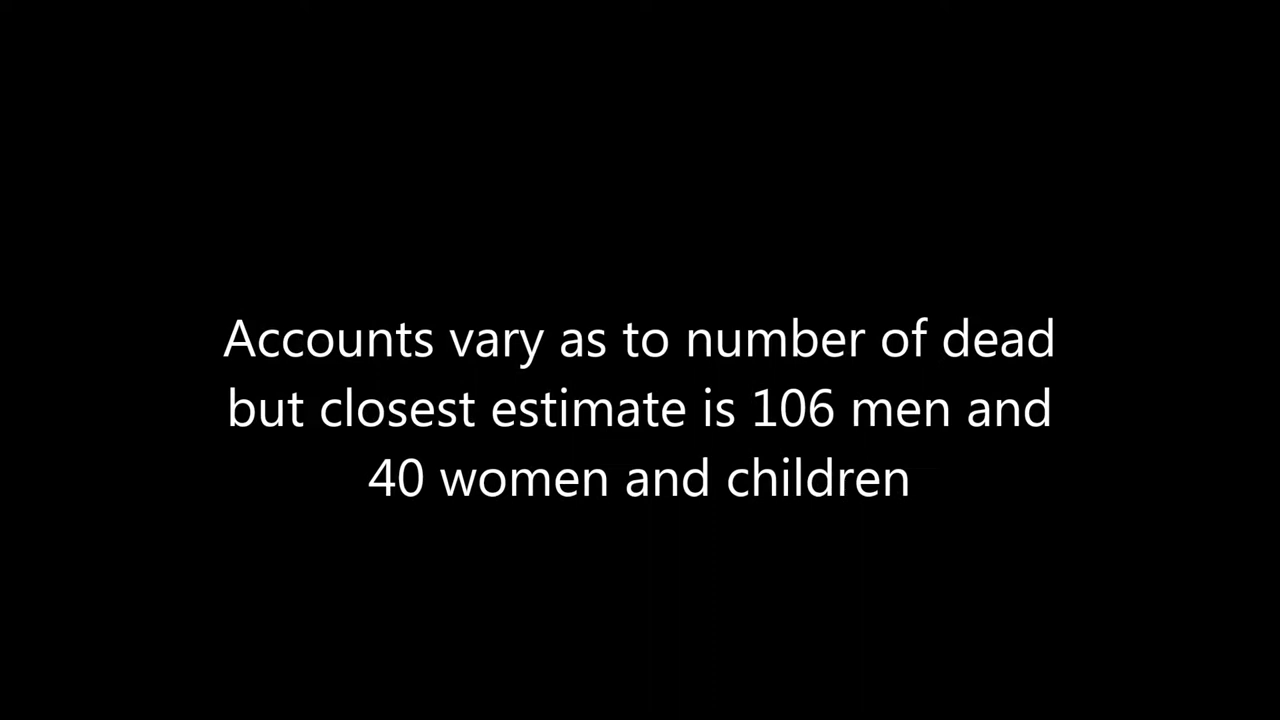 Accounts vary as to number of dead
but closest estimate is 106 men and
40 women and children